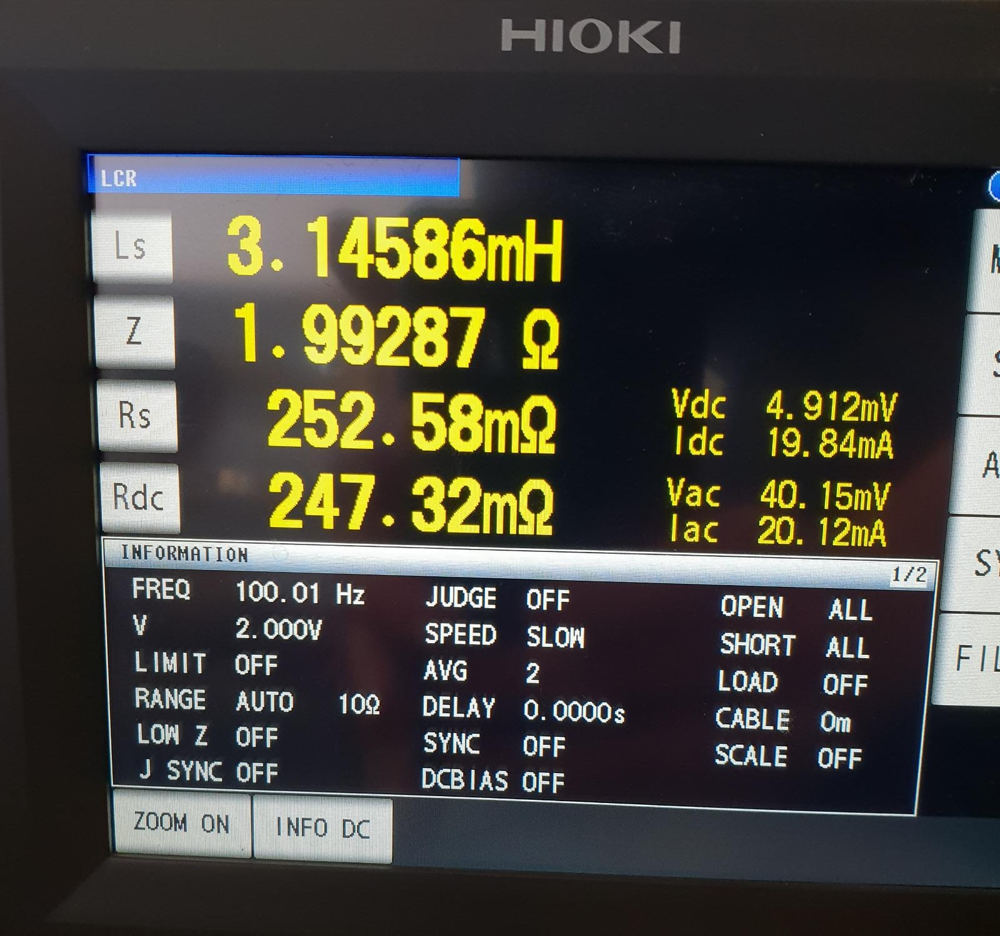 HIOKI
LCR
Ls 3.14586mH
Z 1.99287 Ω
Rs 252.58mΩ
Vdc 4.912mV
Idc 19.84mA
Rdc 247.32mΩ
Vac 40.15mV
Iac 20.12mA
INFORMATION 1/2
FREQ 100.01 Hz JUDGE OFF OPEN ALL
V 2.000V SPEED SLOW SHORT ALL
LIMIT OFF AVG 2 LOAD OFF
RANGE AUTO 10Ω DELAY 0.0000s CABLE 0m
LOW Z OFF SYNC OFF SCALE OFF
J SYNC OFF DCBIAS OFF
ZOOM ON INFO DC